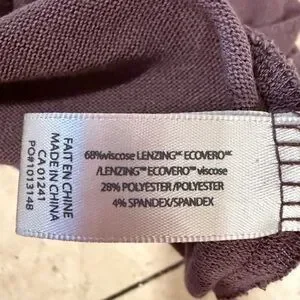 68%viscose LENZING™ ECOVERO™
/LENZING™ ECOVERO™ viscose
28% POLYESTER /POLYESTER
4% SPANDEX/SPANDEX
FAIT EN CHINE
MADE IN CHINA
CA 01241
PO#1013148